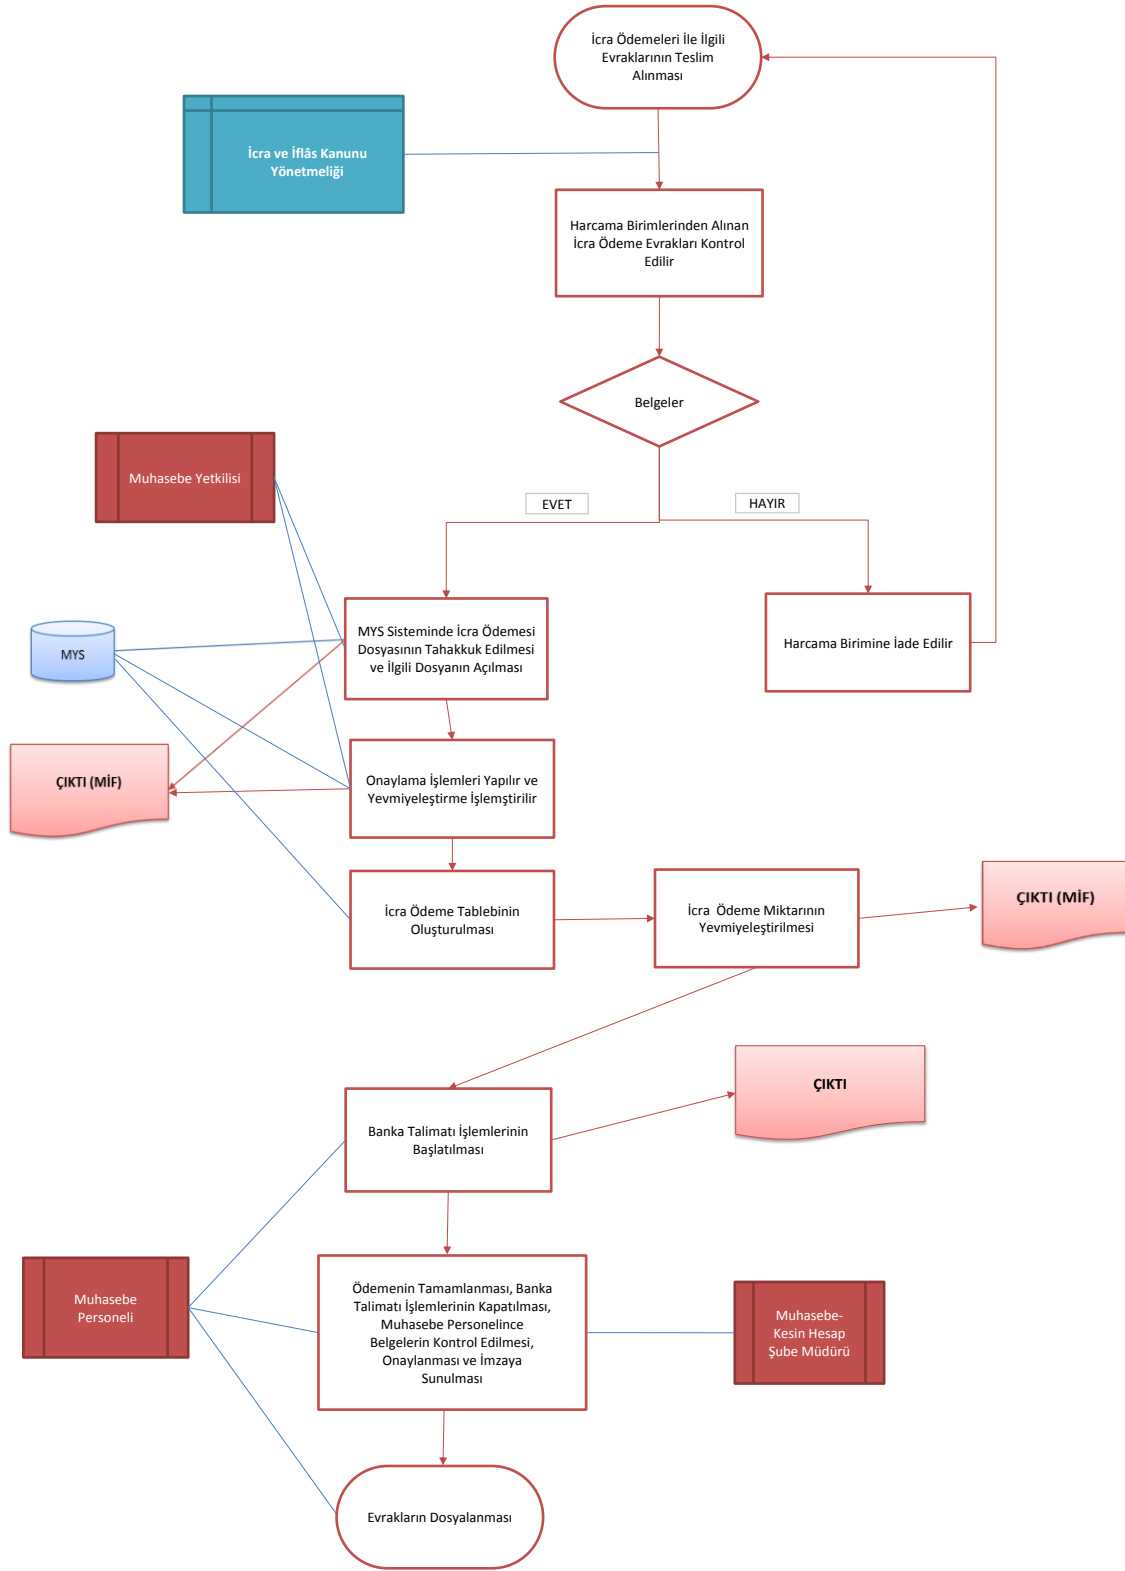 İcra Ödemeleri İle İlgili
Evraklarının Teslim
Alınması
İcra ve İflâs Kanunu
Yönetmeliği
Harcama Birimlerinden Alınan
İcra Ödeme Evrakları Kontrol
Edilir
Belgeler
Muhasebe Yetkilisi
EVET
HAYIR
MYS Sisteminde İcra Ödemesi
Dosyasının Tahakkuk Edilmesi
ve İlgili Dosyanın Açılması
Harcama Birimine İade Edilir
MYS
ÇIKTI (MİF)
Onaylama İşlemleri Yapılır ve
Yevmiyeleştirme İşlemştirilir
İcra Ödeme Tablebinin
Oluşturulması
İcra  Ödeme Miktarının
Yevmiyeleştirilmesi
ÇIKTI (MİF)
ÇIKTI
Banka Talimatı İşlemlerinin
Başlatılması
Muhasebe
Personeli
Ödemenin Tamamlanması, Banka
Talimatı İşlemlerinin Kapatılması,
Muhasebe Personelince
Belgelerin Kontrol Edilmesi,
Onaylanması ve İmzaya
Sunulması
Muhasebe-
Kesin Hesap
Şube Müdürü
Evrakların Dosyalanması